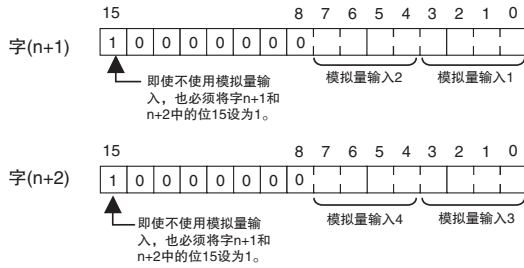 15 8 7 6 5 4 3 2 1 0
字(n+1) 1 0 0 0 0 0 0 0
即使不使用模拟量输 模拟量输入2 模拟量输入1
入，也必须将字n+1和
n+2中的位15设为1。
15 8 7 6 5 4 3 2 1 0
字(n+2) 1 0 0 0 0 0 0 0
即使不使用模拟量输 模拟量输入4 模拟量输入3
入，也必须将字n+1和
n+2中的位15设为1。